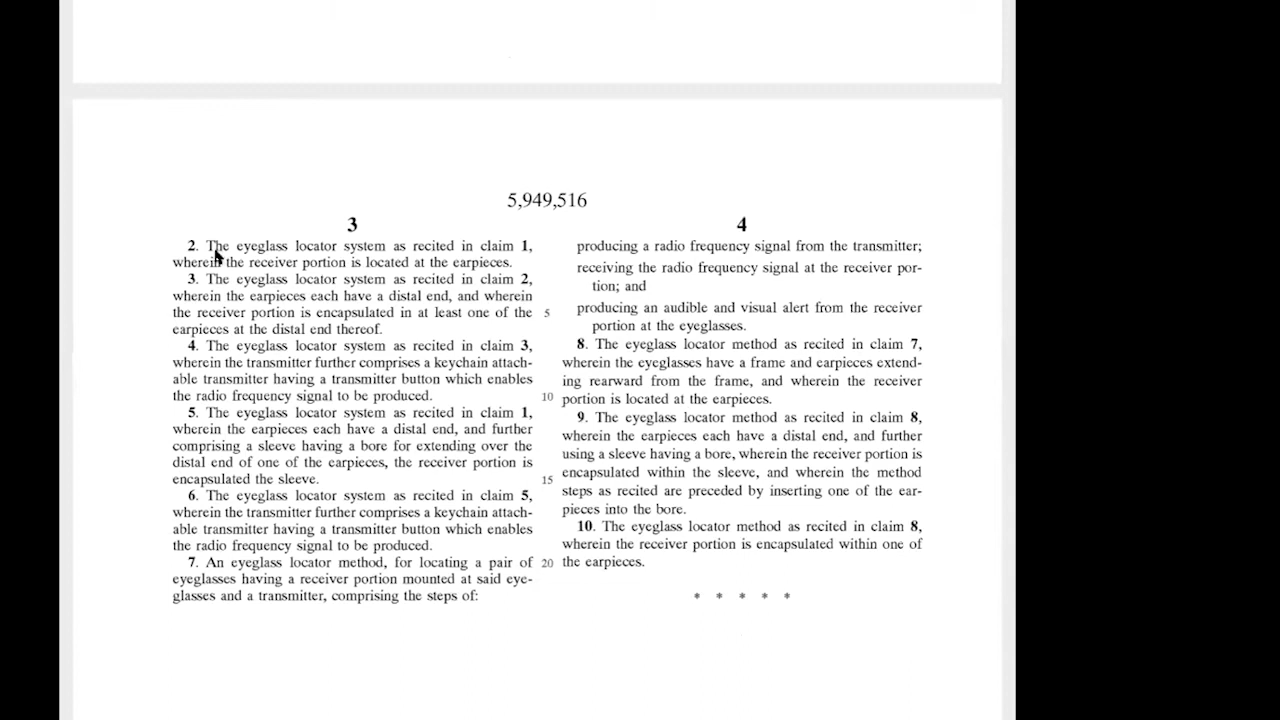 5,949,516
3
2. The eyeglass locator system as recited in claim 1,
wherein the receiver portion is located at the earpieces.
3. The eyeglass locator system as recited in claim 2,
wherein the earpieces each have a distal end, and wherein
the receiver portion is encapsulated in at least one of the
earpieces at the distal end thereof.
4. The eyeglass locator system as recited in claim 3,
wherein the transmitter further comprises a keychain attach-
able transmitter having a transmitter button which enables
the radio frequency signal to be produced.
5. The eyeglass locator system as recited in claim 1,
wherein the earpieces each have a distal end, and further
comprising a sleeve having a bore for extending over the
distal end of one of the earpieces, the receiver portion is
encapsulated the sleeve.
6. The eyeglass locator system as recited in claim 5,
wherein the transmitter further comprises a keychain attach-
able transmitter having a transmitter button which enables
the radio frequency signal to be produced.
7. An eyeglass locator method, for locating a pair of
eyeglasses having a receiver portion mounted at said eye-
glasses and a transmitter, comprising the steps of:
5
10
15
20
4
producing a radio frequency signal from the transmitter;
receiving the radio frequency signal at the receiver por-
tion; and
producing an audible and visual alert from the receiver
portion at the eyeglasses.
8. The eyeglass locator method as recited in claim 7,
wherein the eyeglasses have a frame and earpieces extend-
ing rearward from the frame, and wherein the receiver
portion is located at the earpieces.
9. The eyeglass locator method as recited in claim 8,
wherein the earpieces each have a distal end, and further
using a sleeve having a bore, wherein the receiver portion is
encapsulated within the sleeve, and wherein the method
steps as recited are preceded by inserting one of the ear-
pieces into the bore.
10. The eyeglass locator method as recited in claim 8,
wherein the receiver portion is encapsulated within one of
the earpieces.
* * * * *